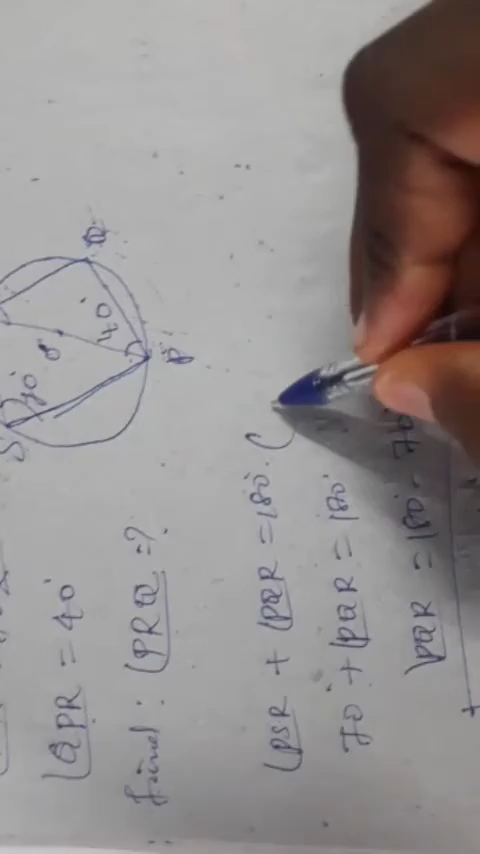 Q
P
40°
O
70°
S
∠QPR = 40°
find : ∠PRQ = ?
∠PSR + ∠PQR = 180° (
70° + ∠PQR = 180°
∠PQR = 180° - 70°